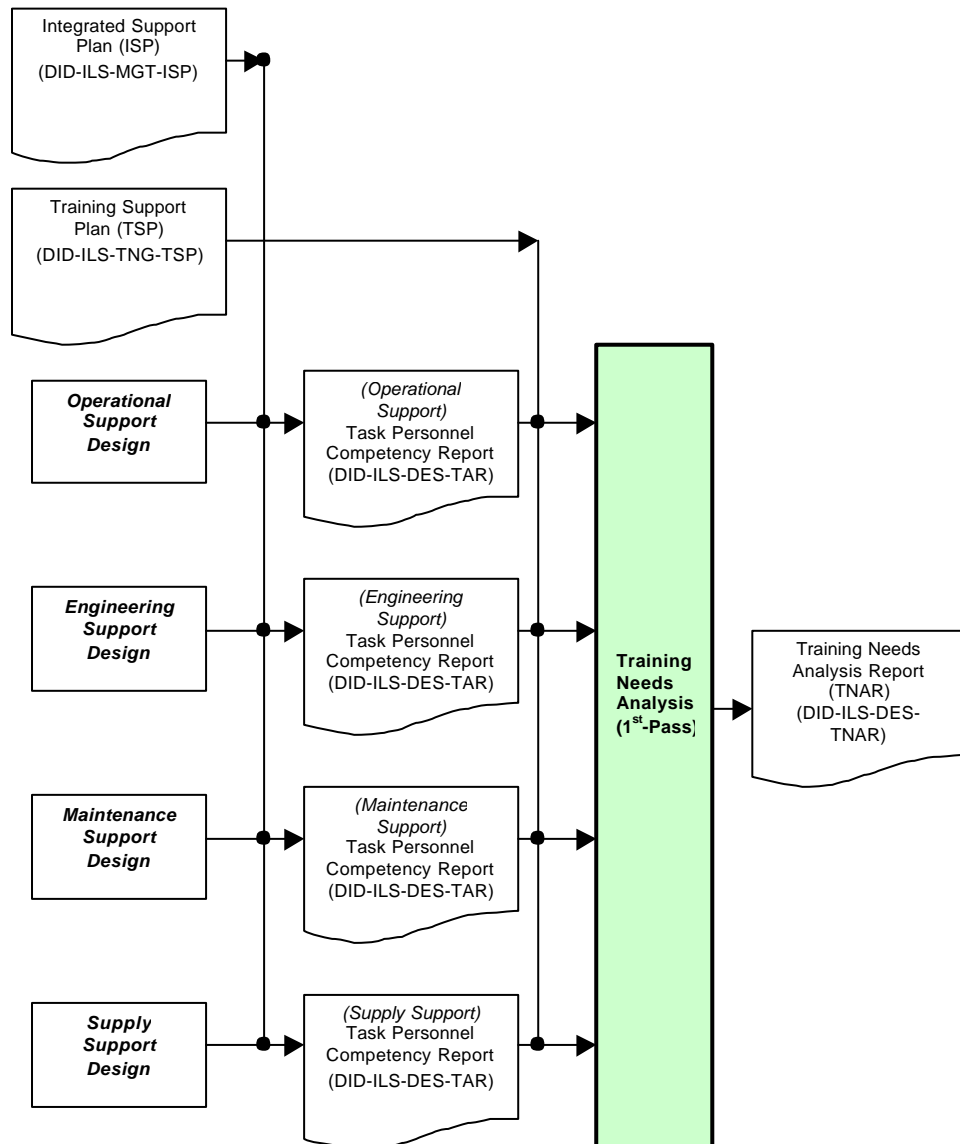 Integrated Support
Plan (ISP)
(DID-ILS-MGT-ISP)
Training Support
Plan (TSP)
(DID-ILS-TNG-TSP)
Operational
Support
Design
(Operational
Support)
Task Personnel
Competency Report
(DID-ILS-DES-TAR)
Engineering
Support
Design
(Engineering
Support)
Task Personnel
Competency Report
(DID-ILS-DES-TAR)
Training
Needs
Analysis
(1st-Pass)
Training Needs
Analysis Report
(TNAR)
(DID-ILS-DES-
TNAR)
Maintenance
Support
Design
(Maintenance
Support)
Task Personnel
Competency Report
(DID-ILS-DES-TAR)
Supply
Support
Design
(Supply Support)
Task Personnel
Competency Report
(DID-ILS-DES-TAR)